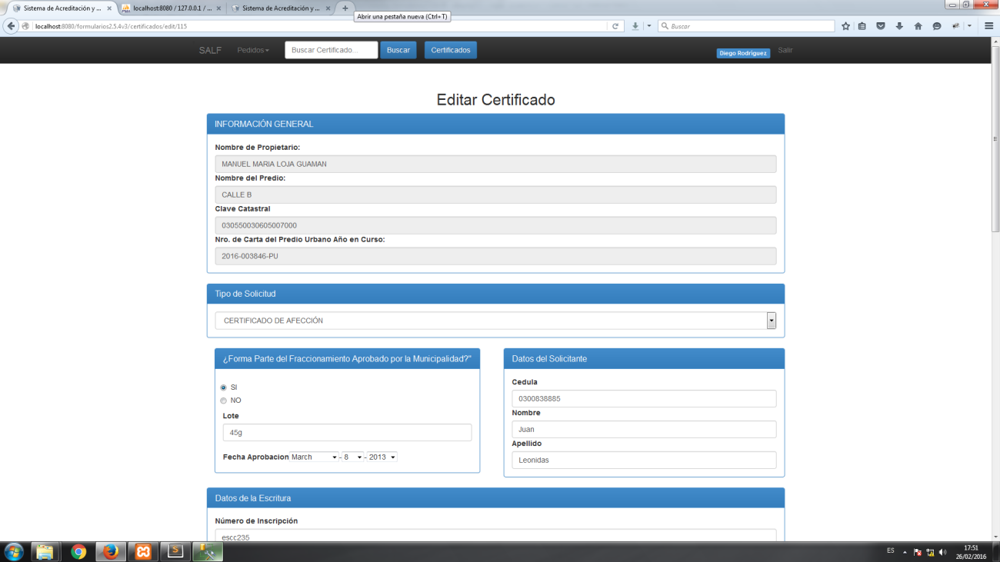 Sistema de Acreditación y ...
localhost:8080 / 127.0.0.1 / ...
Sistema de Acreditación y ...
Abrir una pestaña nueva (Ctrl+T)
localhost:8080/formularios2.5.4v3/certificados/edit/115
Buscar
SALF
Pedidos
Buscar Certificado...
Buscar
Certificados
Diego Rodriguez
Salir
Editar Certificado
INFORMACIÓN GENERAL
Nombre de Propietario:
MANUEL MARIA LOJA GUAMAN
Nombre del Predio:
CALLE B
Clave Catastral
030550030605007000
Nro. de Carta del Predio Urbano Año en Curso:
2016-003846-PU
Tipo de Solicitud
CERTIFICADO DE AFECCIÓN
¿Forma Parte del Fraccionamiento Aprobado por la Municipalidad?"
SI
NO
Lote
45g
Fecha Aprobacion March - 8 - 2013
Datos del Solicitante
Cedula
0300838885
Nombre
Juan
Apellido
Leonidas
Datos de la Escritura
Número de Inscripción
escc235
ES
17:51
26/02/2016